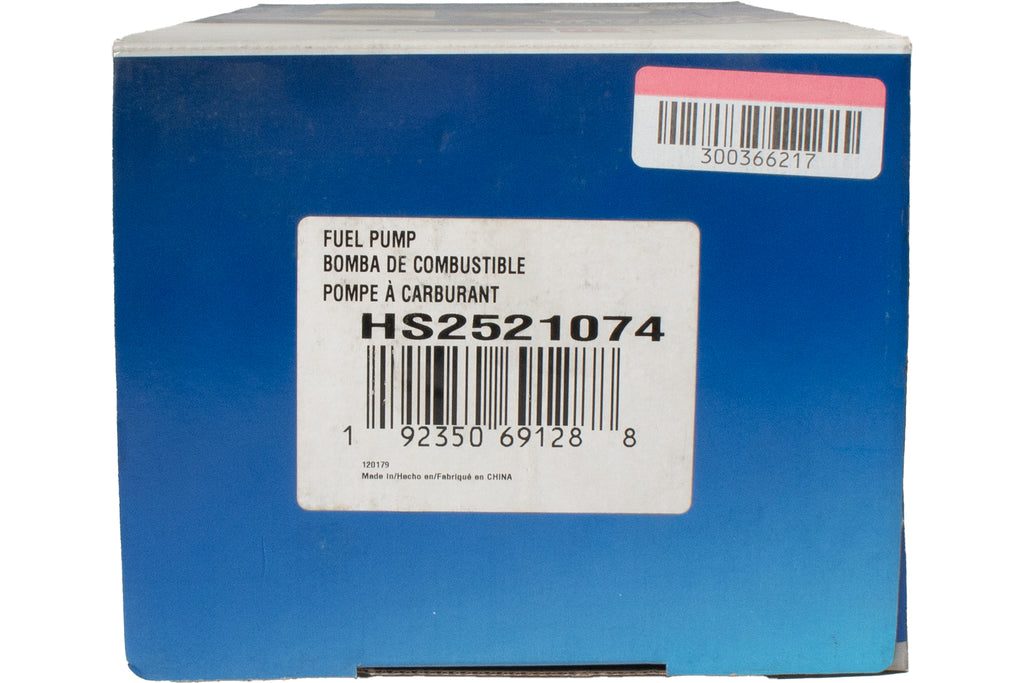 300366217
FUEL PUMP
BOMBA DE COMBUSTIBLE
POMPE À CARBURANT
HS2521074
1 92350 69128 8
120179
Made in/Hecho en/Fabriqué en CHINA